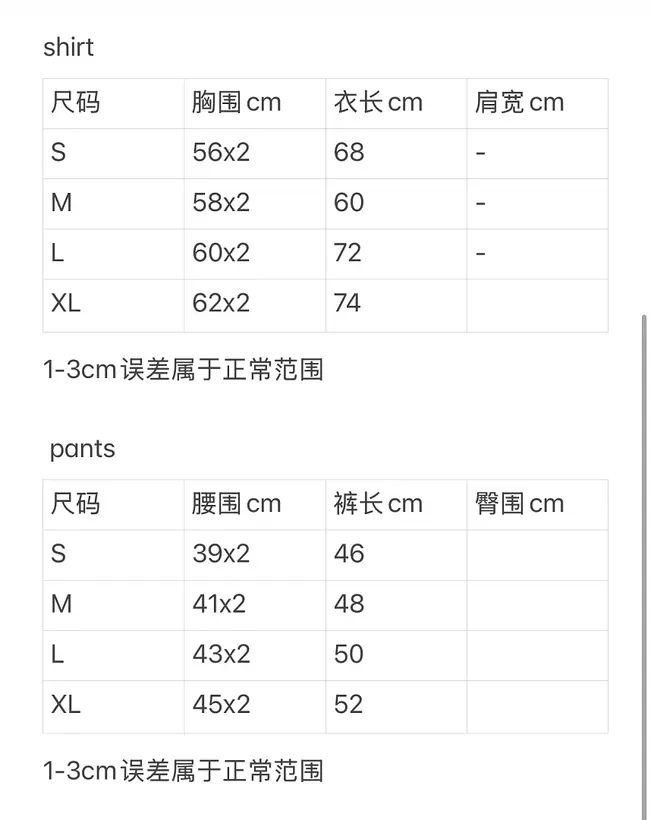 shirt
尺码 胸围cm 衣长cm 肩宽cm
S 56x2 68 -
M 58x2 60 -
L 60x2 72 -
XL 62x2 74
1-3cm误差属于正常范围
pants
尺码 腰围cm 裤长cm 臀围cm
S 39x2 46
M 41x2 48
L 43x2 50
XL 45x2 52
1-3cm误差属于正常范围